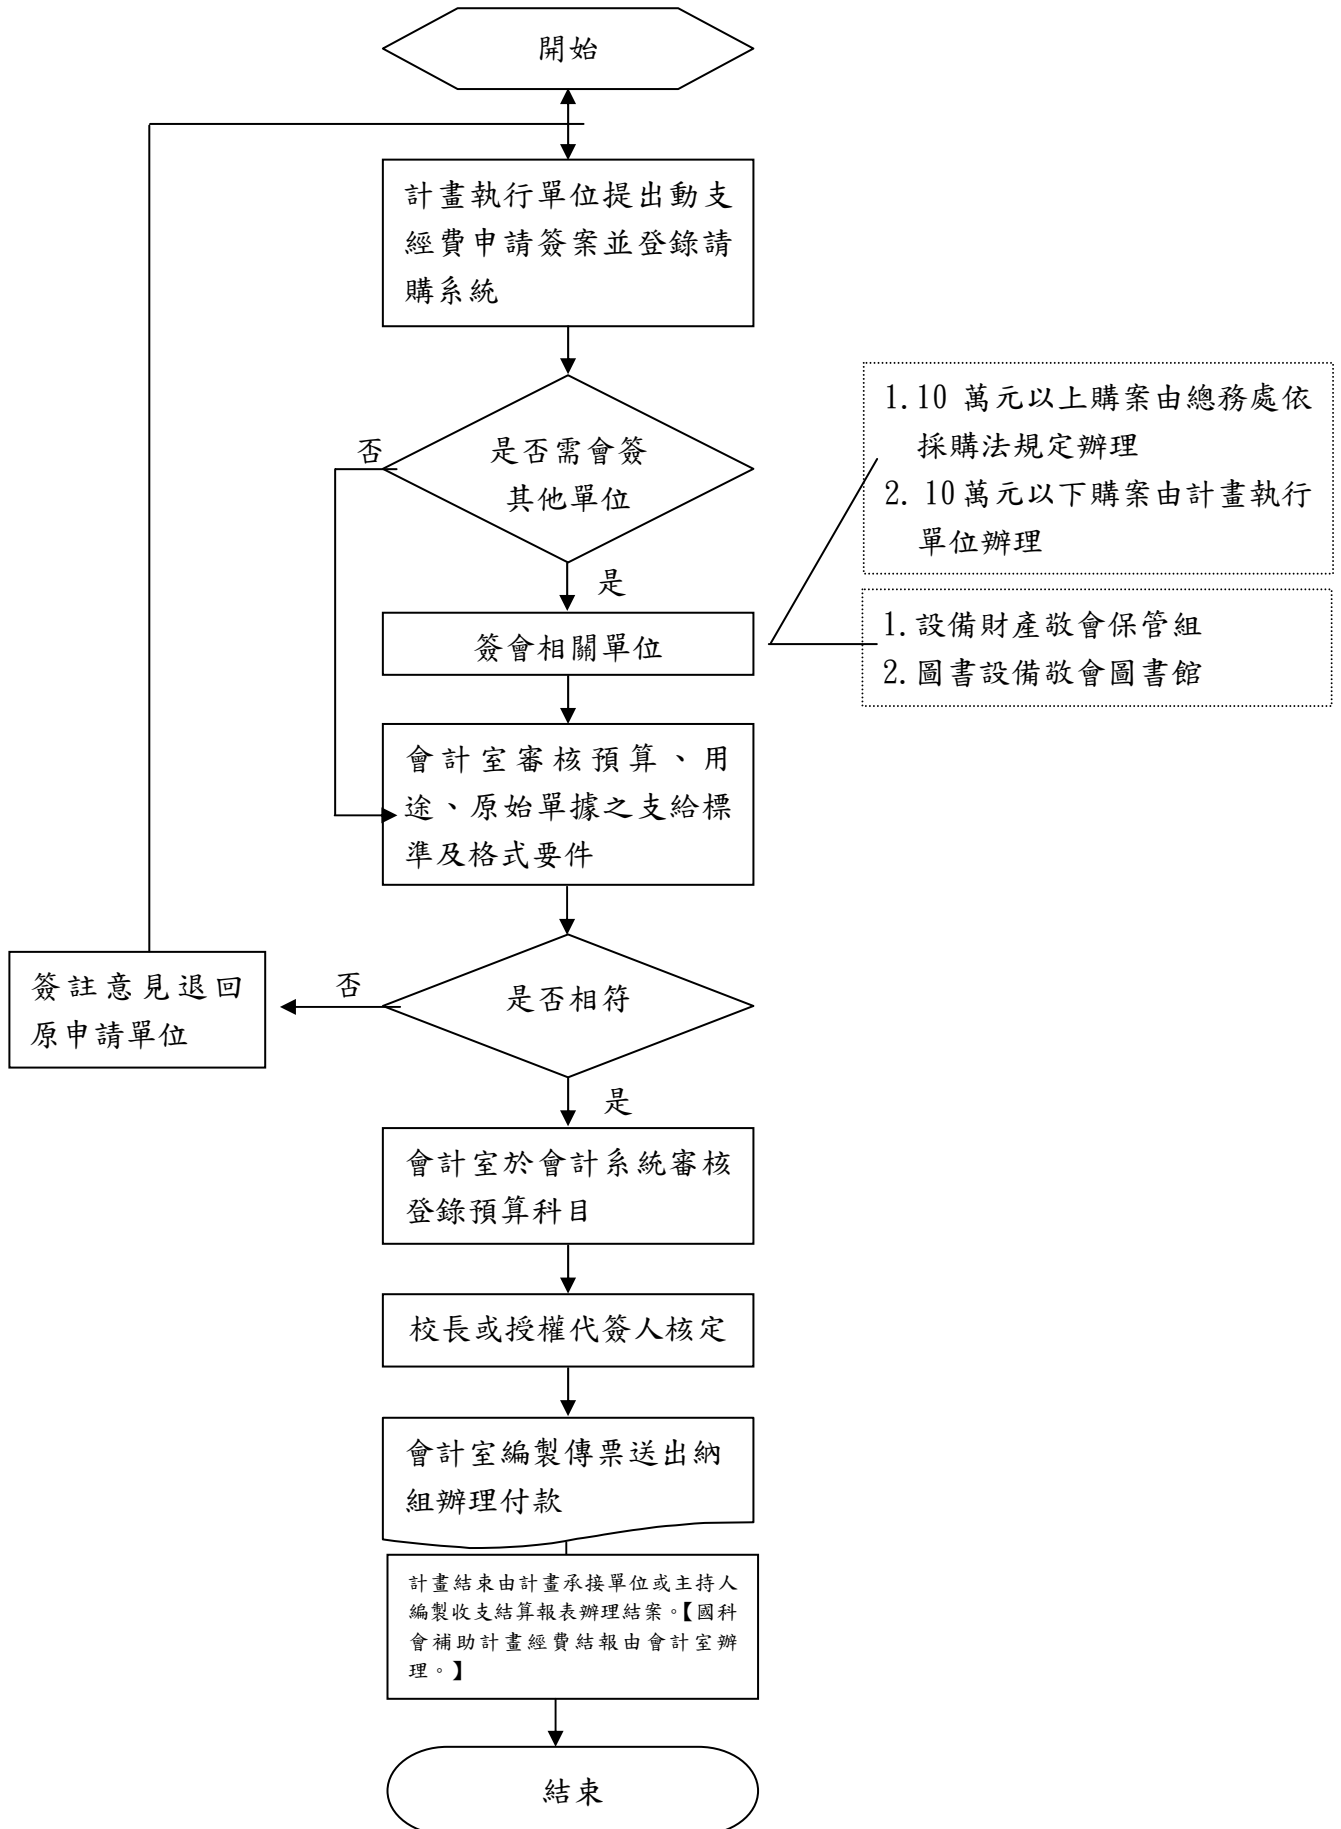 開始
計畫執行單位提出動支
經費申請簽案並登錄請
購系統
1.10 萬元以上購案由總務處依
採購法規定辦理
2. 10萬元以下購案由計畫執行
單位辦理
否
是否需會簽
其他單位
是
1.設備財產敬會保管組
2.圖書設備敬會圖書館
簽會相關單位
會計室審核預算、用
途、原始單據之支給標
準及格式要件
簽註意見退回
原申請單位
否
是否相符
是
會計室於會計系統審核
登錄預算科目
校長或授權代簽人核定
會計室編製傳票送出納
組辦理付款
計畫結束由計畫承接單位或主持人
編製收支結算報表辦理結案。【國科
會補助計畫經費結報由會計室辦
理。】
結束